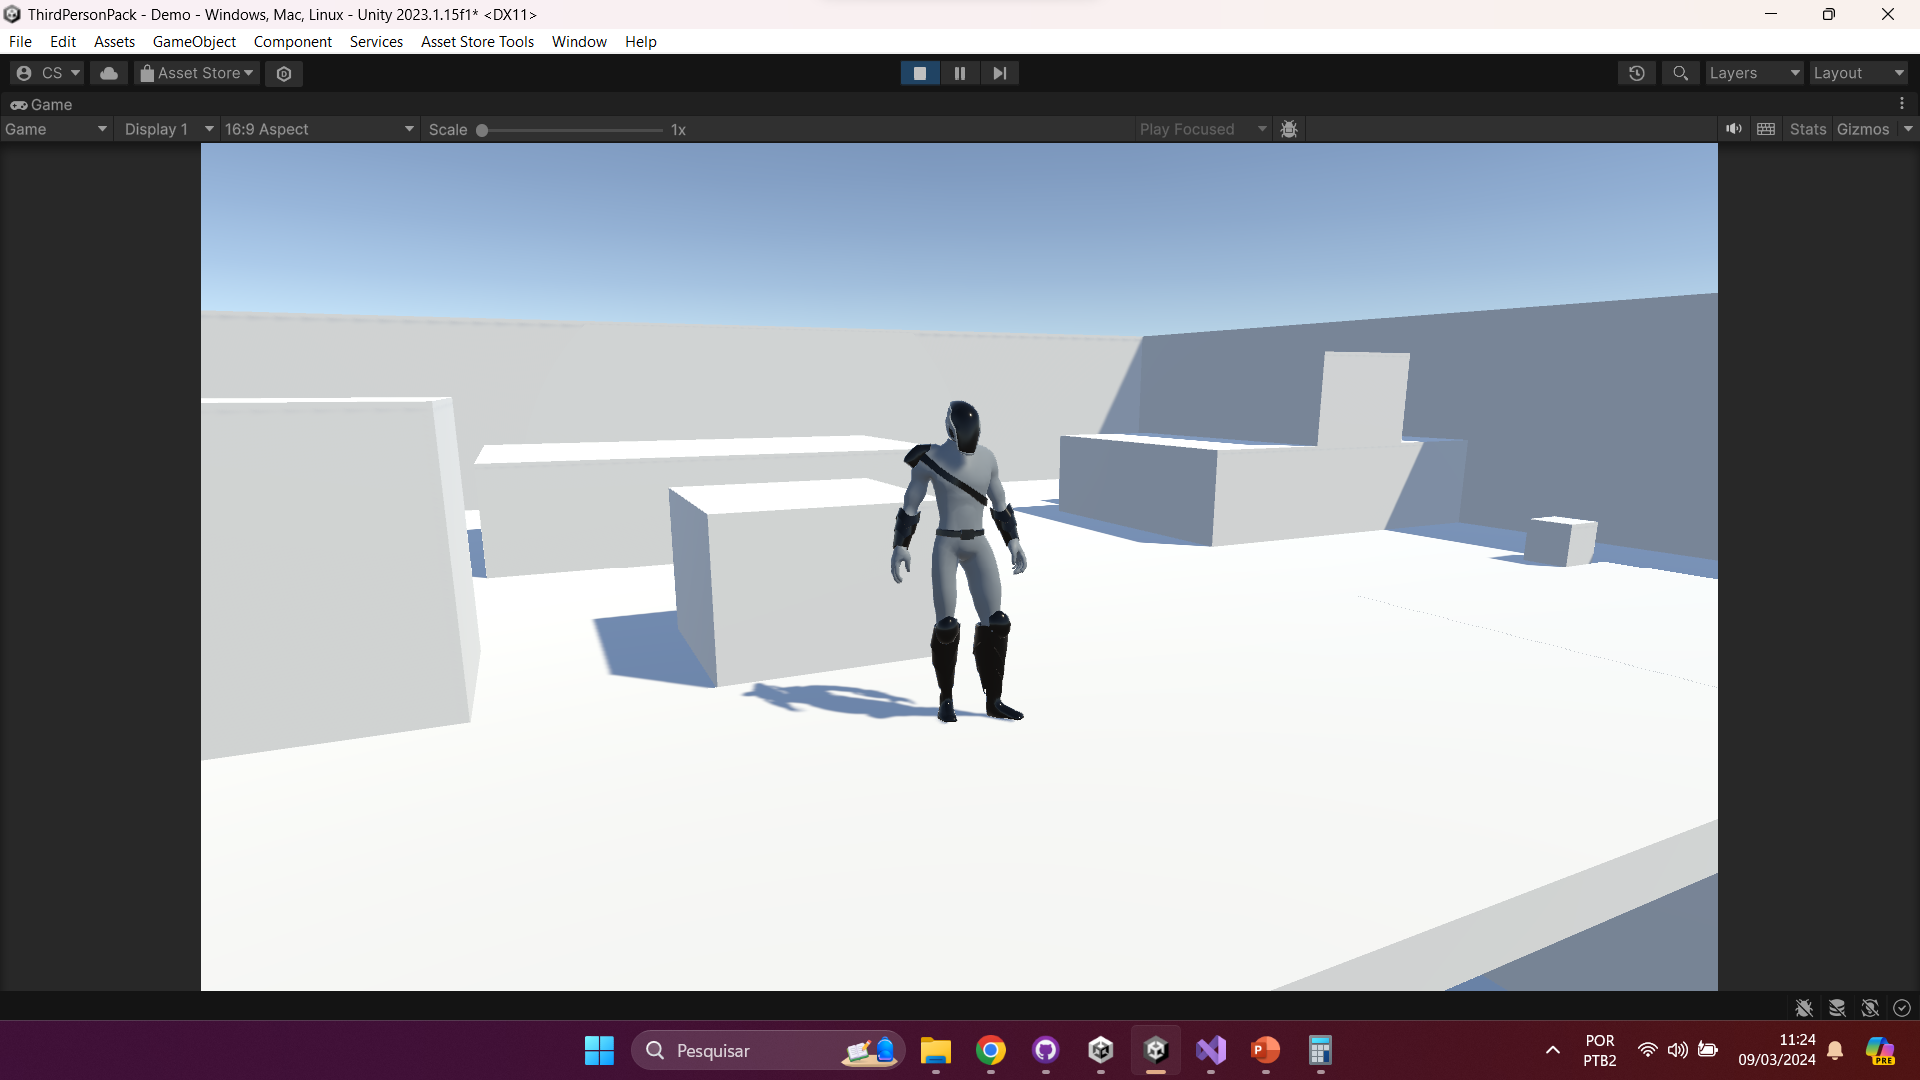 ThirdPersonPack - Demo - Windows, Mac, Linux - Unity 2023.1.15f1* <DX11>
File Edit Assets GameObject Component Services Asset Store Tools Window Help
CS Asset Store Layers Layout
Game
Game Display 1 16:9 Aspect Scale 1x Play Focused Stats Gizmos
Pesquisar
POR
PTB2
11:24
09/03/2024
PRE